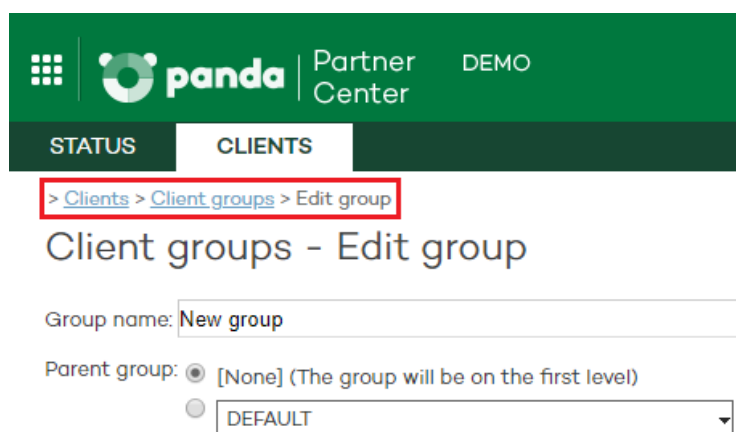 panda Partner Center DEMO
STATUS CLIENTS
> Clients > Client groups > Edit group
Client groups - Edit group
Group name: New group
Parent group: [None] (The group will be on the first level)
DEFAULT